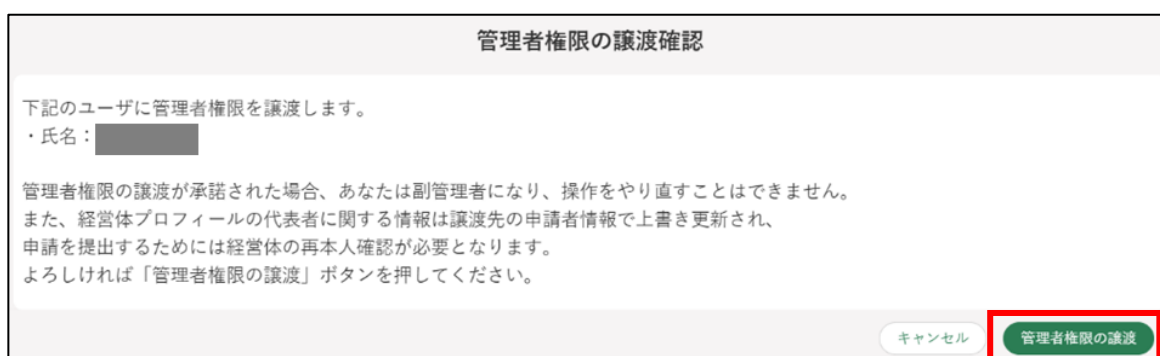 管理者権限の譲渡確認
下記のユーザに管理者権限を譲渡します。
・氏名：
管理者権限の譲渡が承諾された場合、あなたは副管理者になり、操作をやり直すことはできません。
また、経営体プロフィールの代表者に関する情報は譲渡先の申請者情報で上書き更新され、
申請を提出するためには経営体の再本人確認が必要となります。
よろしければ「管理者権限の譲渡」ボタンを押してください。
キャンセル
管理者権限の譲渡